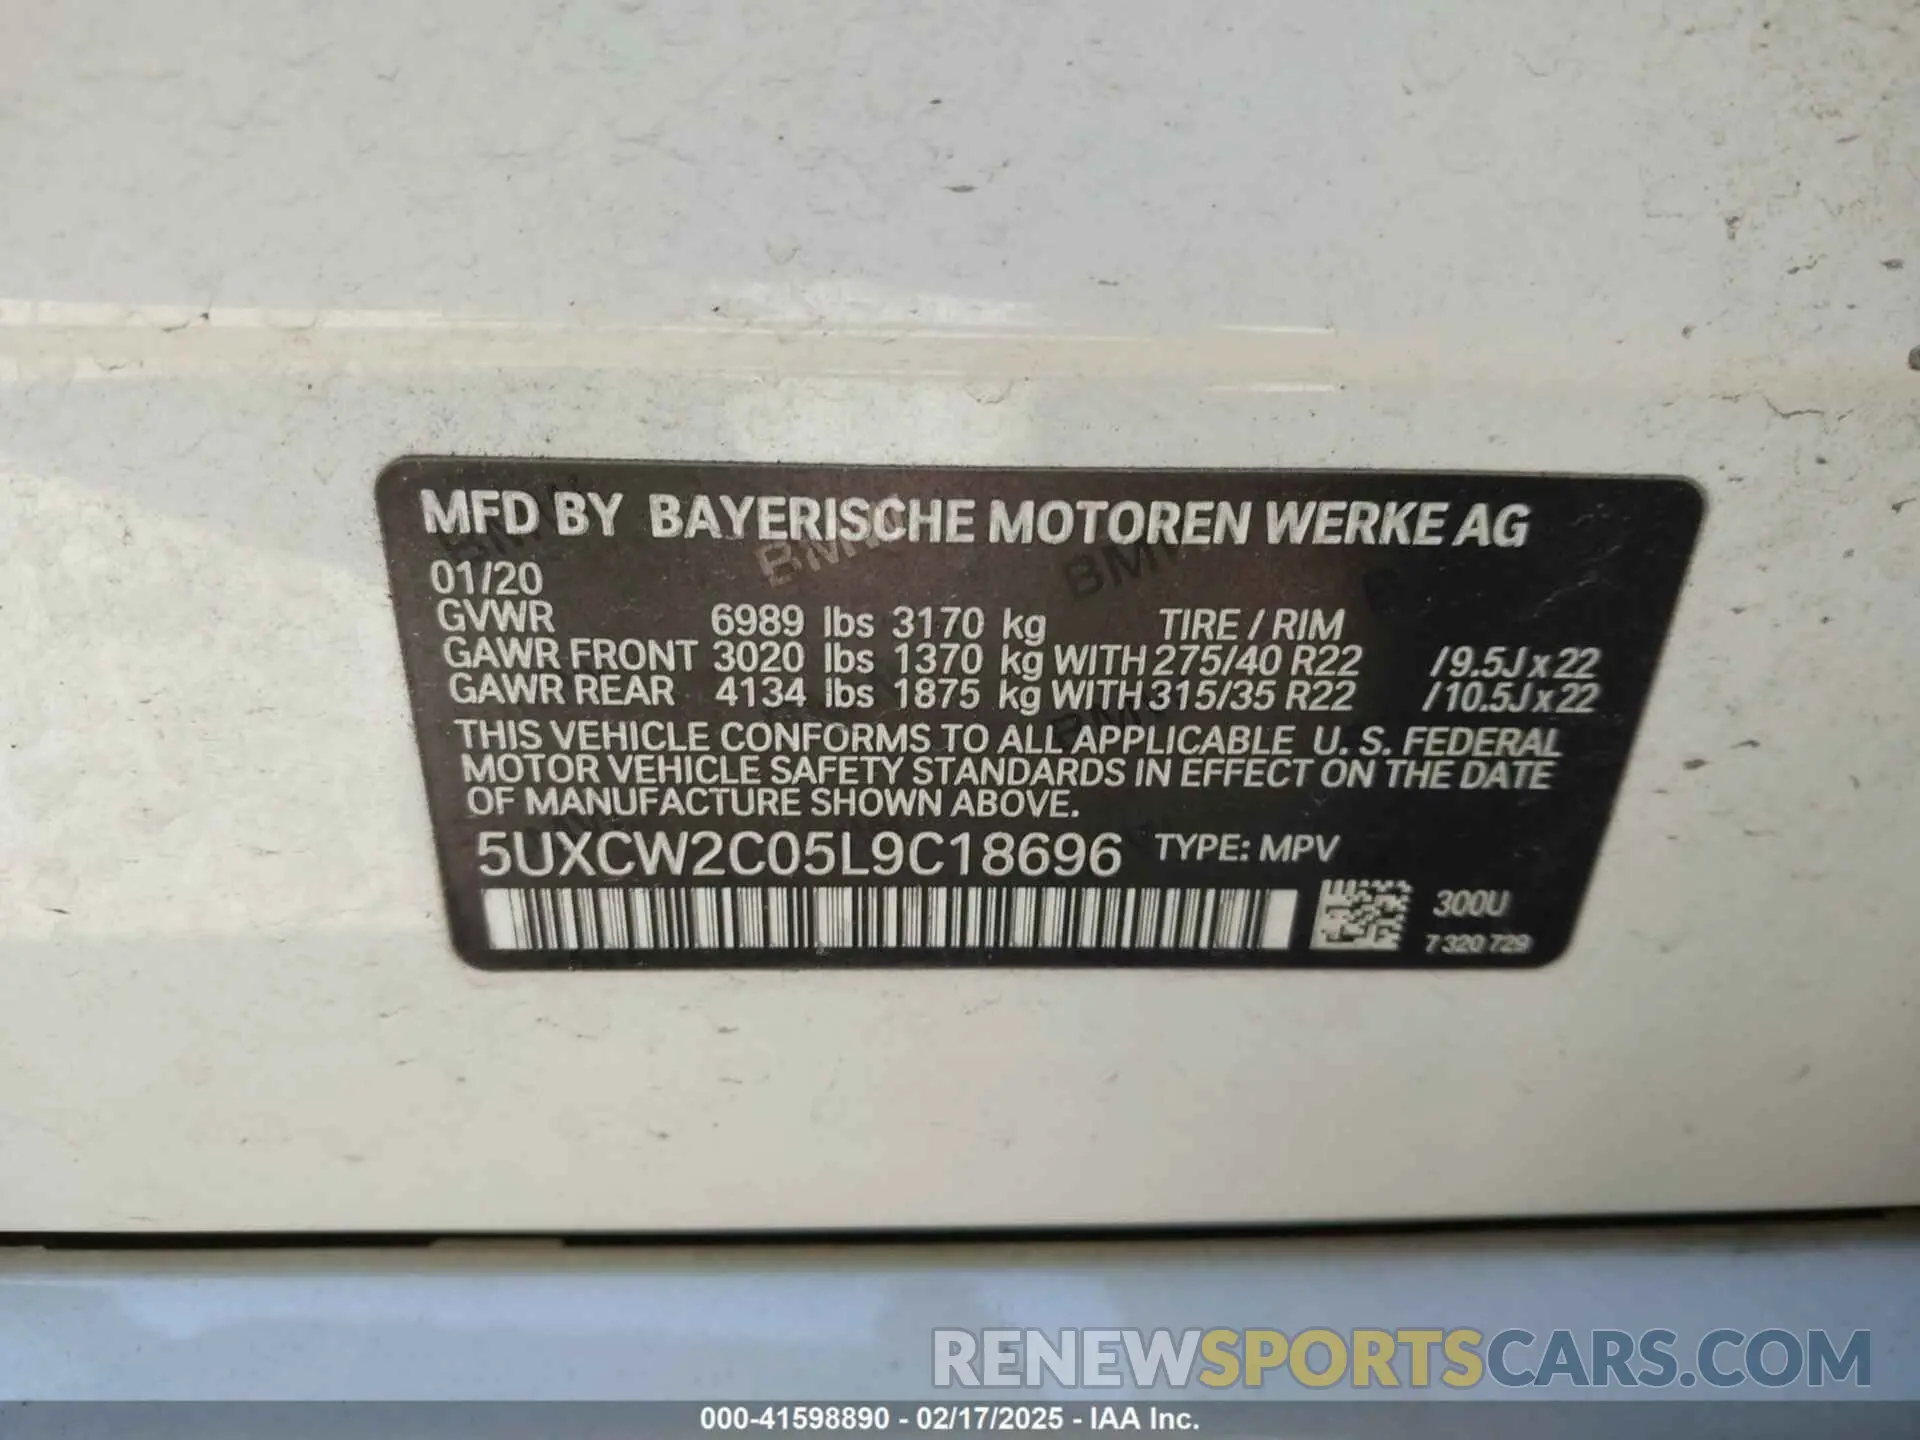 MFD BY BAYERISCHE MOTOREN WERKE AG
01/20
GVWR 6989 lbs 3170 kg TIRE / RIM
GAWR FRONT 3020 lbs 1370 kg WITH 275/40 R22 /9.5J x 22
GAWR REAR 4134 lbs 1875 kg WITH 315/35 R22 /10.5J x 22
THIS VEHICLE CONFORMS TO ALL APPLICABLE U. S. FEDERAL
MOTOR VEHICLE SAFETY STANDARDS IN EFFECT ON THE DATE
OF MANUFACTURE SHOWN ABOVE.
5UXCW2C05L9C18696 TYPE: MPV
300U
7 320 729
RENEWSPORTSCARS.COM
000-41598890 - 02/17/2025 - IAA Inc.